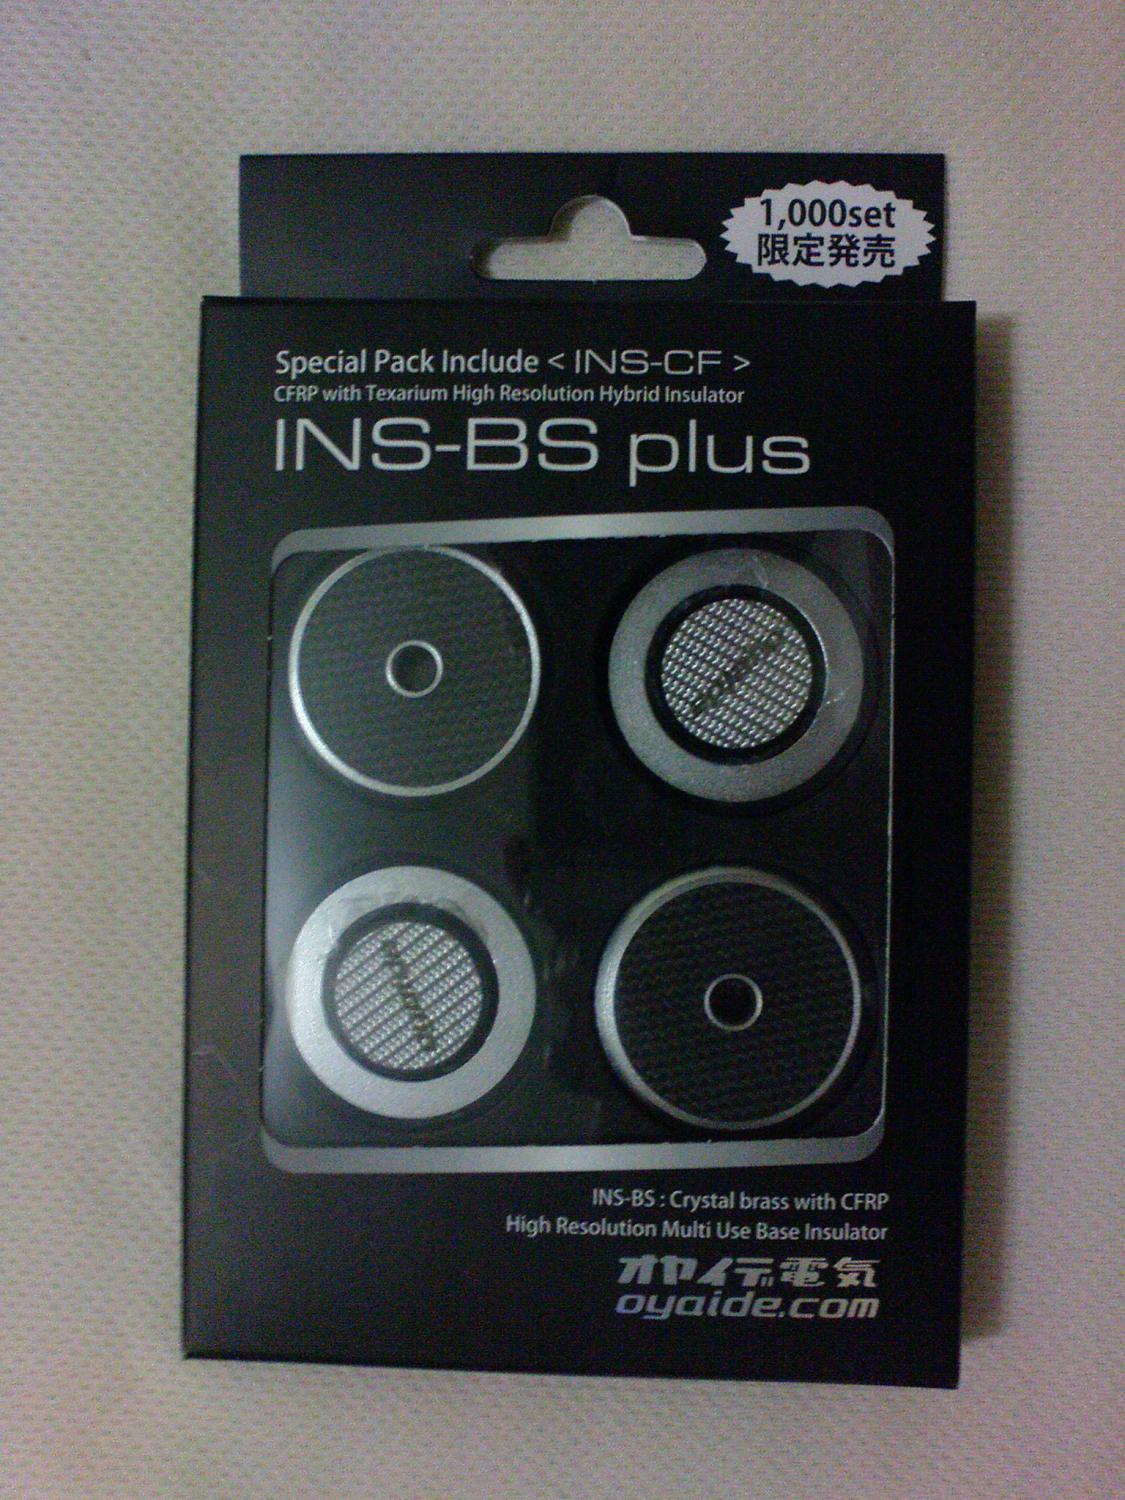 1,000set
限定発売
Special Pack Include < INS-CF >
CFRP with Texarium High Resolution Hybrid Insulator
INS-BS plus
INS-BS : Crystal brass with CFRP
High Resolution Multi Use Base Insulator
オヤイデ電気
oyaide.com